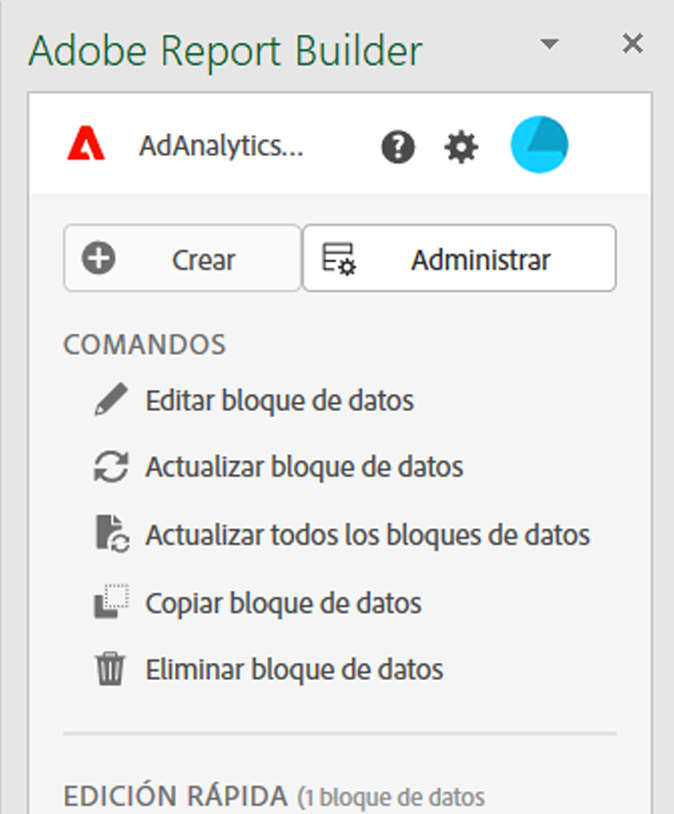 Adobe Report Builder
AdAnalytics...
Crear Administrar
COMANDOS
Editar bloque de datos
Actualizar bloque de datos
Actualizar todos los bloques de datos
Copiar bloque de datos
Eliminar bloque de datos
EDICIÓN RÁPIDA (1 bloque de datos